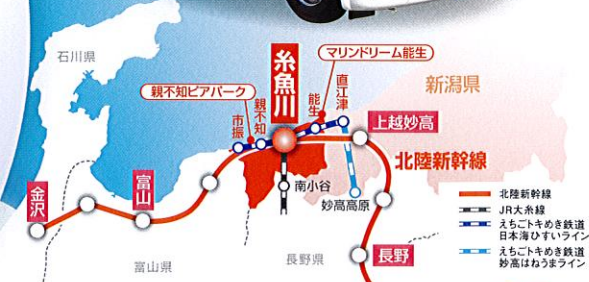 石川県
マリンドリーム能生
糸魚川
直江津
新潟県
親不知ピアパーク
能生
親不知
市振
上越妙高
北陸新幹線
金沢
富山
南小谷
妙高高原
長野
富山県
長野県
北陸新幹線
JR大糸線
えちごトキめき鉄道
日本海ひすいライン
えちごトキめき鉄道
妙高はねうまライン